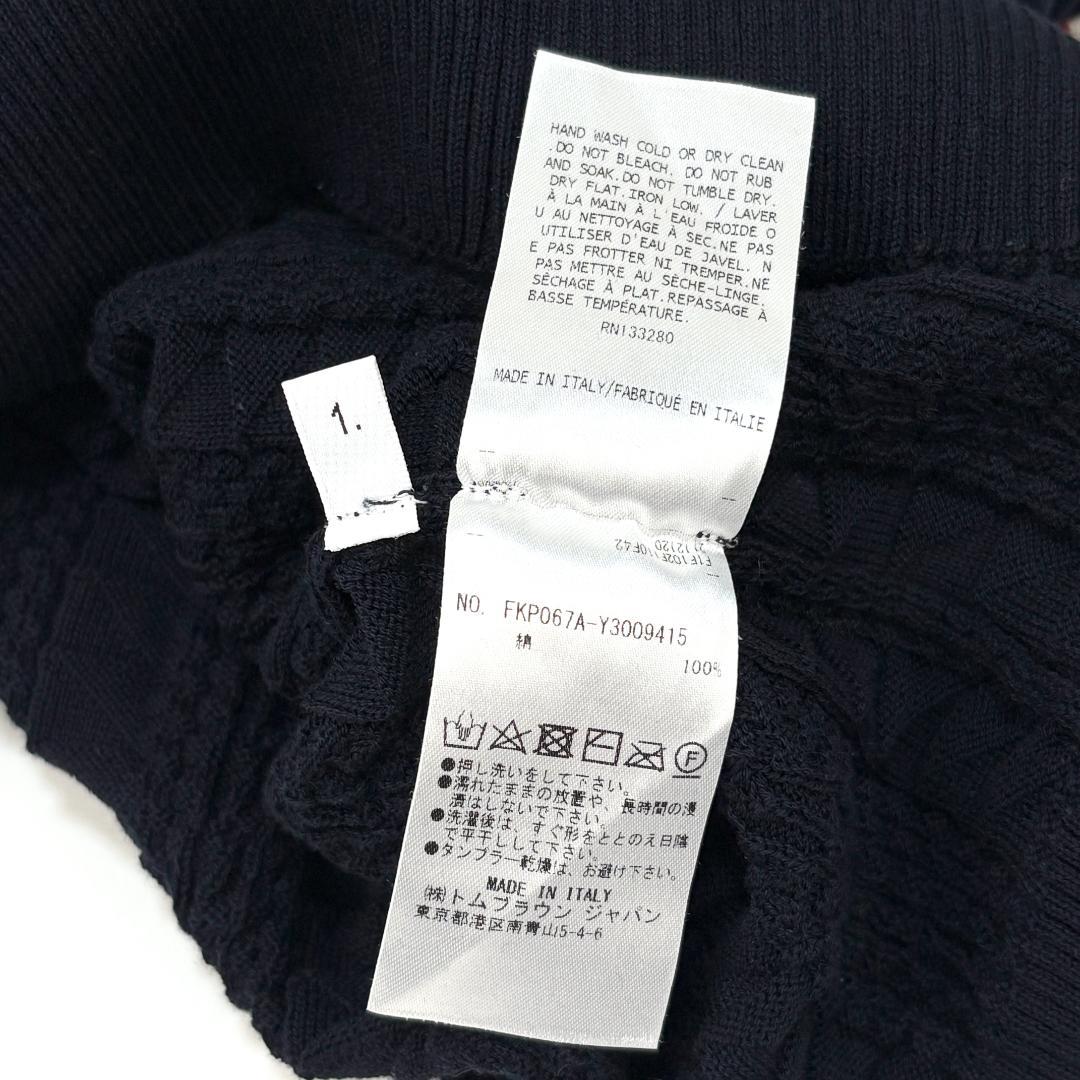 HAND WASH COLD OR DRY CLEAN
.DO NOT BLEACH. DO NOT RUB
AND SOAK.DO NOT TUMBLE DRY.
DRY FLAT.IRON LOW. / LAVER
À LA MAIN À L'EAU FROIDE O
U AU NETTOYAGE À SEC.NE PAS
UTILISER D'EAU DE JAVEL. N
E PAS FROTTER NI TREMPER.NE
PAS METTRE AU SÈCHE-LINGE.
SÉCHAGE À PLAT.REPASSAGE À
BASSE TEMPÉRATURE.
RN133280
MADE IN ITALY/FABRIQUÉ EN ITALIE
1.
NO. FKP067A-Y3009415
綿
100%
F
●押し洗いをして下さい。
●濡れたままの放置や、長時間の浸
漬はしないで下さい。
●洗濯後は、すぐ形をととのえ日陰
で平干しして下さい。
●タンブラー乾燥は、お避け下さい。
MADE IN ITALY
(株)トムブラウン ジャパン
東京都港区南青山5-4-6